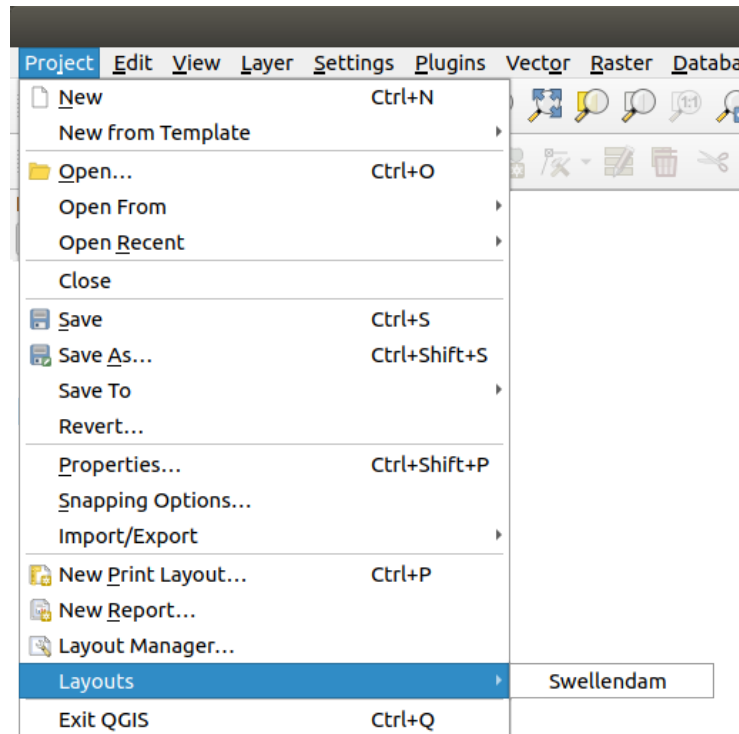 Project Edit View Layer Settings Plugins Vector Raster Databa
New Ctrl+N
New from Template
Open... Ctrl+O
Open From
Open Recent
Close
Save Ctrl+S
Save As... Ctrl+Shift+S
Save To
Revert...
Properties... Ctrl+Shift+P
Snapping Options...
Import/Export
New Print Layout... Ctrl+P
New Report...
Layout Manager...
Layouts Swellendam
Exit QGIS Ctrl+Q